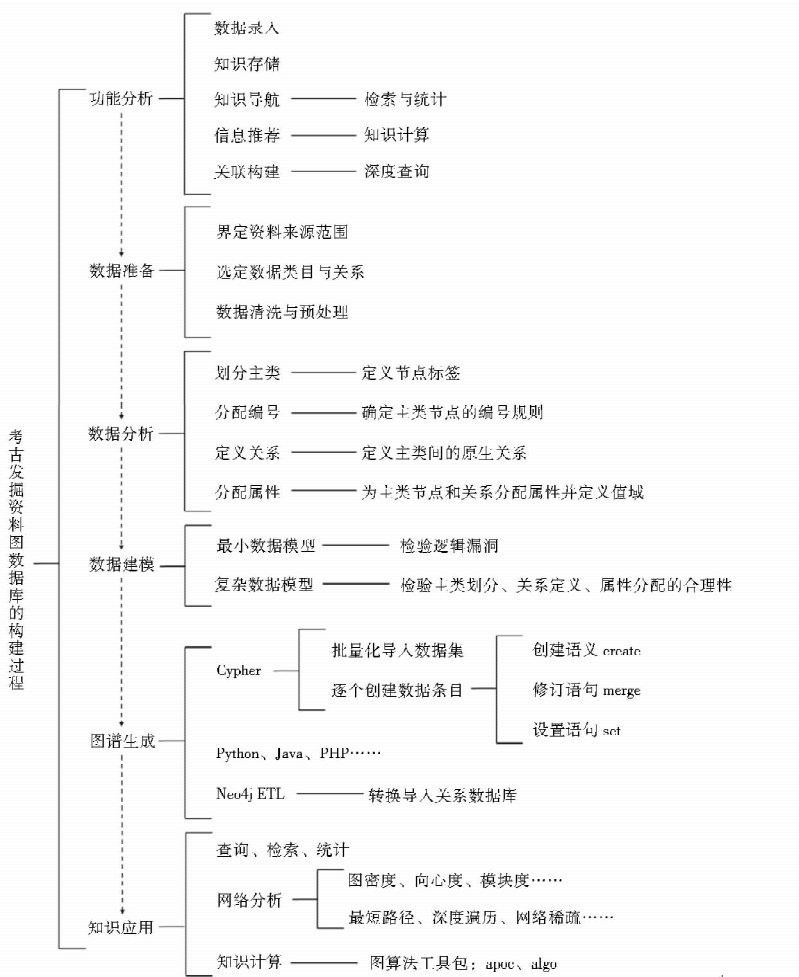 考古发掘资料图数据库的构建过程
功能分析
数据录入
知识存储
知识导航 检索与统计
信息推荐 知识计算
关联构建 深度查询
数据准备
界定资料来源范围
选定数据类目与关系
数据清洗与预处理
数据分析
划分主类 定义节点标签
分配编号 确定主类节点的编号规则
定义关系 定义主类间的原生关系
分配属性 为主类节点和关系分配属性并定义值域
数据建模
最小数据模型 检验逻辑漏洞
复杂数据模型 检验主类划分、关系定义、属性分配的合理性
图谱生成
Cypher
批量化导入数据集
逐个创建数据条目
创建语义 create
修订语句 merge
设置语句 set
Python、Java、PHP……
Neo4j ETL 转换导入关系数据库
知识应用
查询、检索、统计
网络分析
图密度、向心度、模块度……
最短路径、深度遍历、网络稀疏……
知识计算 图算法工具包：apoc、algo